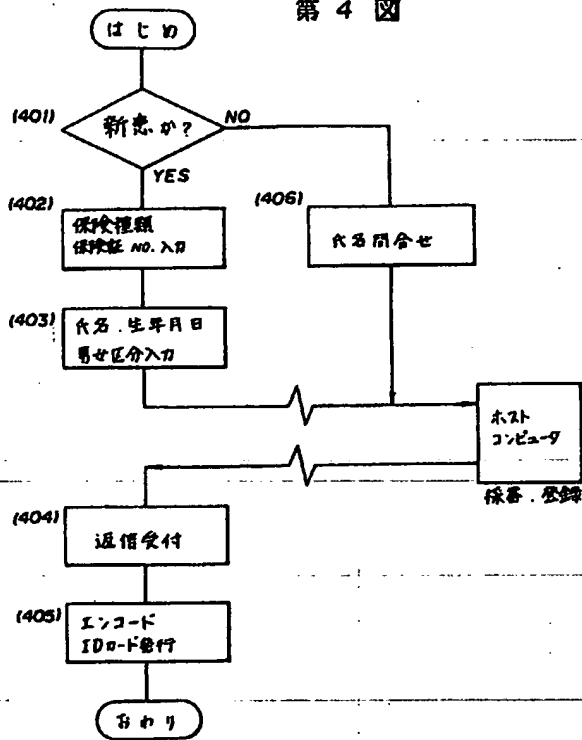 第4図
はじめ
(401)
新患か?
NO
YES
(402)
保険種類
保険証 NO.入力
(406)
氏名問合せ
(403)
氏名.生年月日
男女区分入力
ホスト
コンピュータ
採番.登録
(404)
返信受付
(405)
エンコード
IDカード発行
おわり